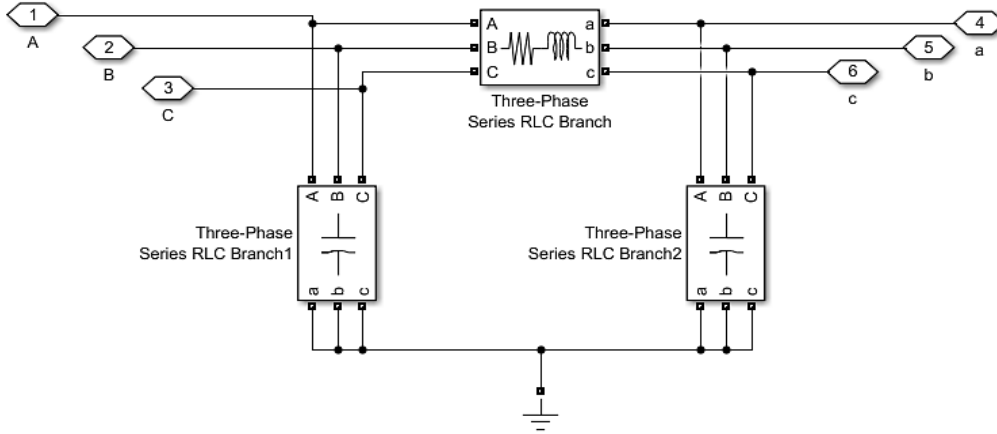 1
A
2
B
3
C
A
B
C
a
b
c
Three-Phase
Series RLC Branch
4
a
5
b
6
c
A B C
Three-Phase
Series RLC Branch1
a b c
A B C
Three-Phase
Series RLC Branch2
a b c